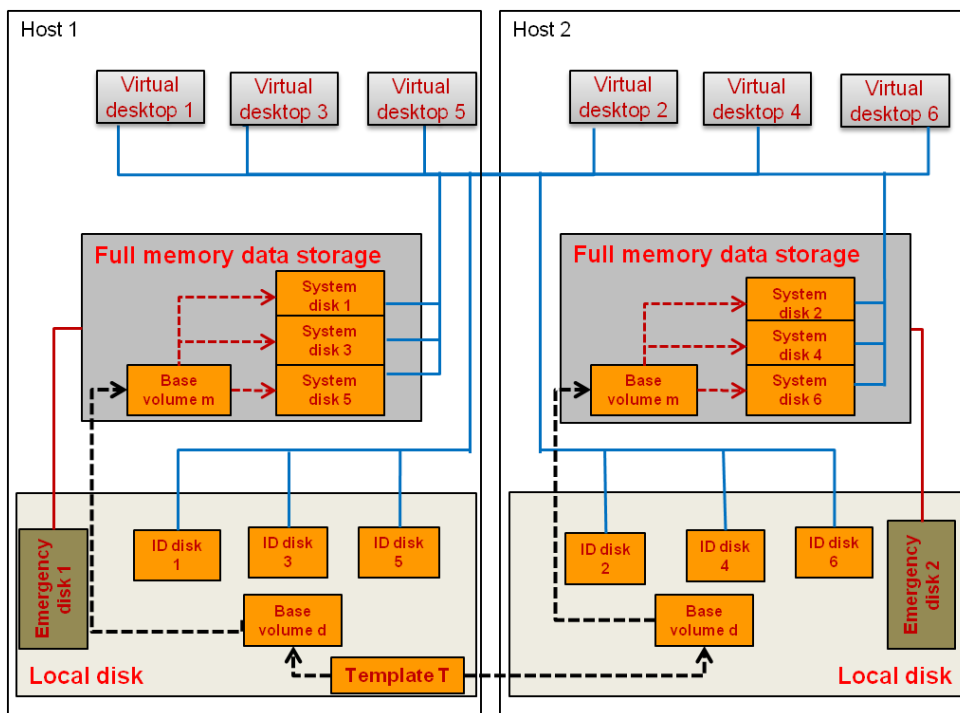 Host 1
Virtual
desktop 1
Virtual
desktop 3
Virtual
desktop 5
Full memory data storage
System
disk 1
System
disk 3
System
disk 5
Base
volume m
Emergency
disk 1
ID disk
1
ID disk
3
ID disk
5
Base
volume d
Template T
Local disk
Host 2
Virtual
desktop 2
Virtual
desktop 4
Virtual
desktop 6
Full memory data storage
System
disk 2
System
disk 4
System
disk 6
Base
volume m
ID disk
2
ID disk
4
ID disk
6
Emergency
disk 2
Base
volume d
Local disk